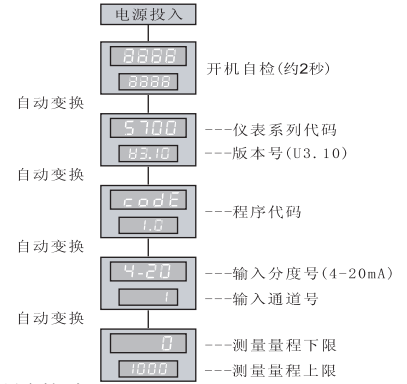 电源投入
8888
8888
开机自检(约2秒)
自动变换
5700
---仪表系列代码
U3.10
---版本号(U3.10)
自动变换
codE
1.0
---程序代码
自动变换
4-20
---输入分度号(4-20mA)
1
---输入通道号
自动变换
0
---测量量程下限
1000
---测量量程上限